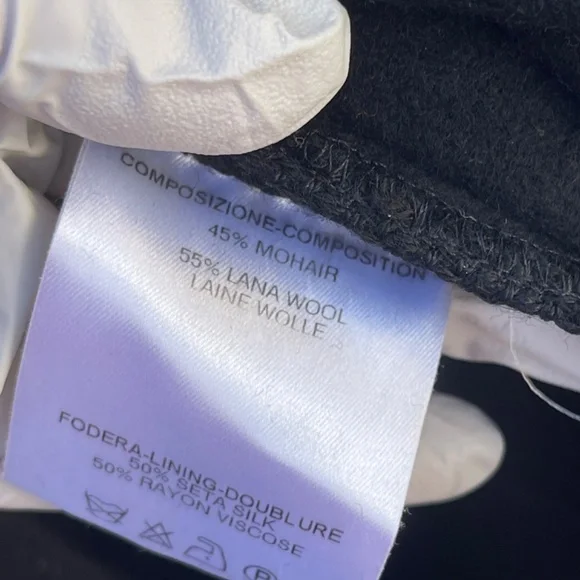 COMPOSIZIONE-COMPOSITION
45% MOHAIR
55% LANA WOOL
LAINE WOLLE
FODERA-LINING-DOUBLURE
50% SETA SILK
50% RAYON VISCOSE
P